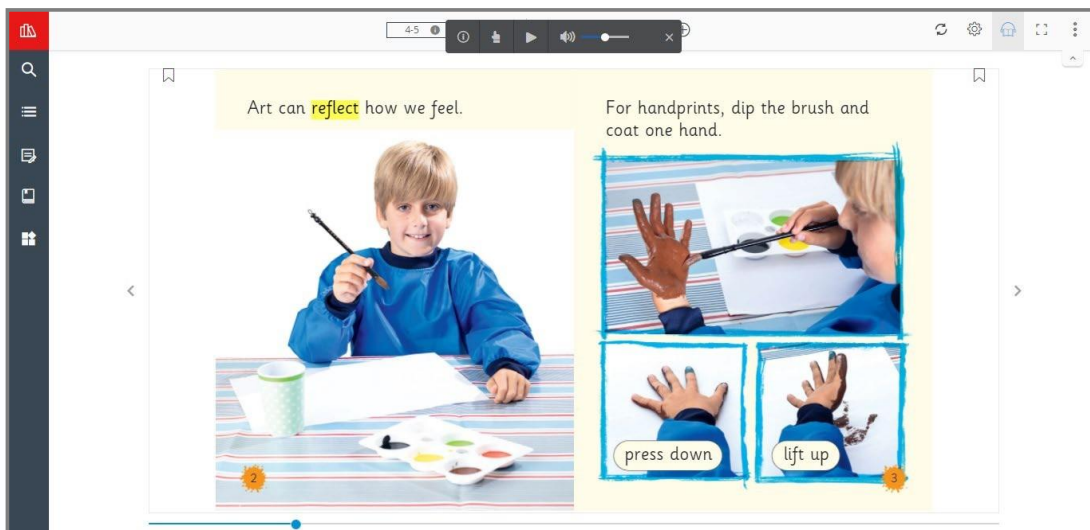 4-5
Art can reflect how we feel.
For handprints, dip the brush and
coat one hand.
press down
lift up
2
3